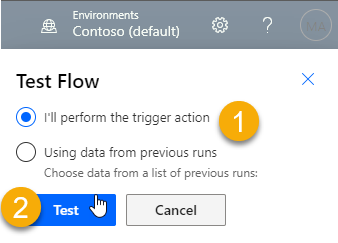 Environments
Contoso (default)
Test Flow
I'll perform the trigger action
1
Using data from previous runs
Choose data from a list of previous runs:
2
Test
Cancel